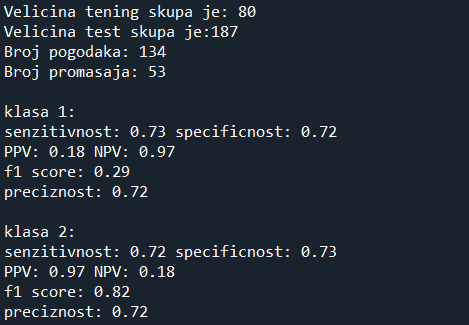 Velicina tening skupa je: 80
Velicina test skupa je:187
Broj pogodaka: 134
Broj promasaja: 53
klasa 1:
senzitivnost: 0.73 specificnost: 0.72
PPV: 0.18 NPV: 0.97
f1 score: 0.29
preciznost: 0.72
klasa 2:
senzitivnost: 0.72 specificnost: 0.73
PPV: 0.97 NPV: 0.18
f1 score: 0.82
preciznost: 0.72